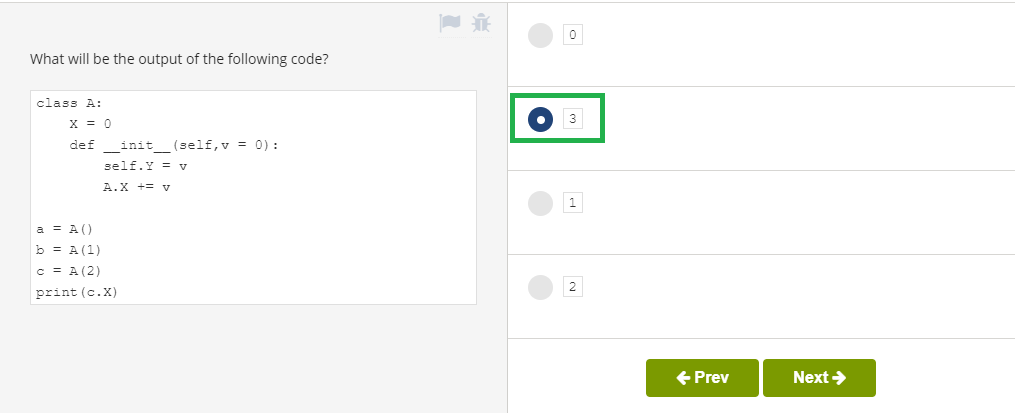 What will be the output of the following code?
class A:
    X = 0
    def __init__(self,v = 0):
        self.Y = v
        A.X += v

a = A()
b = A(1)
c = A(2)
print(c.X)
0
3
1
2
Prev
Next